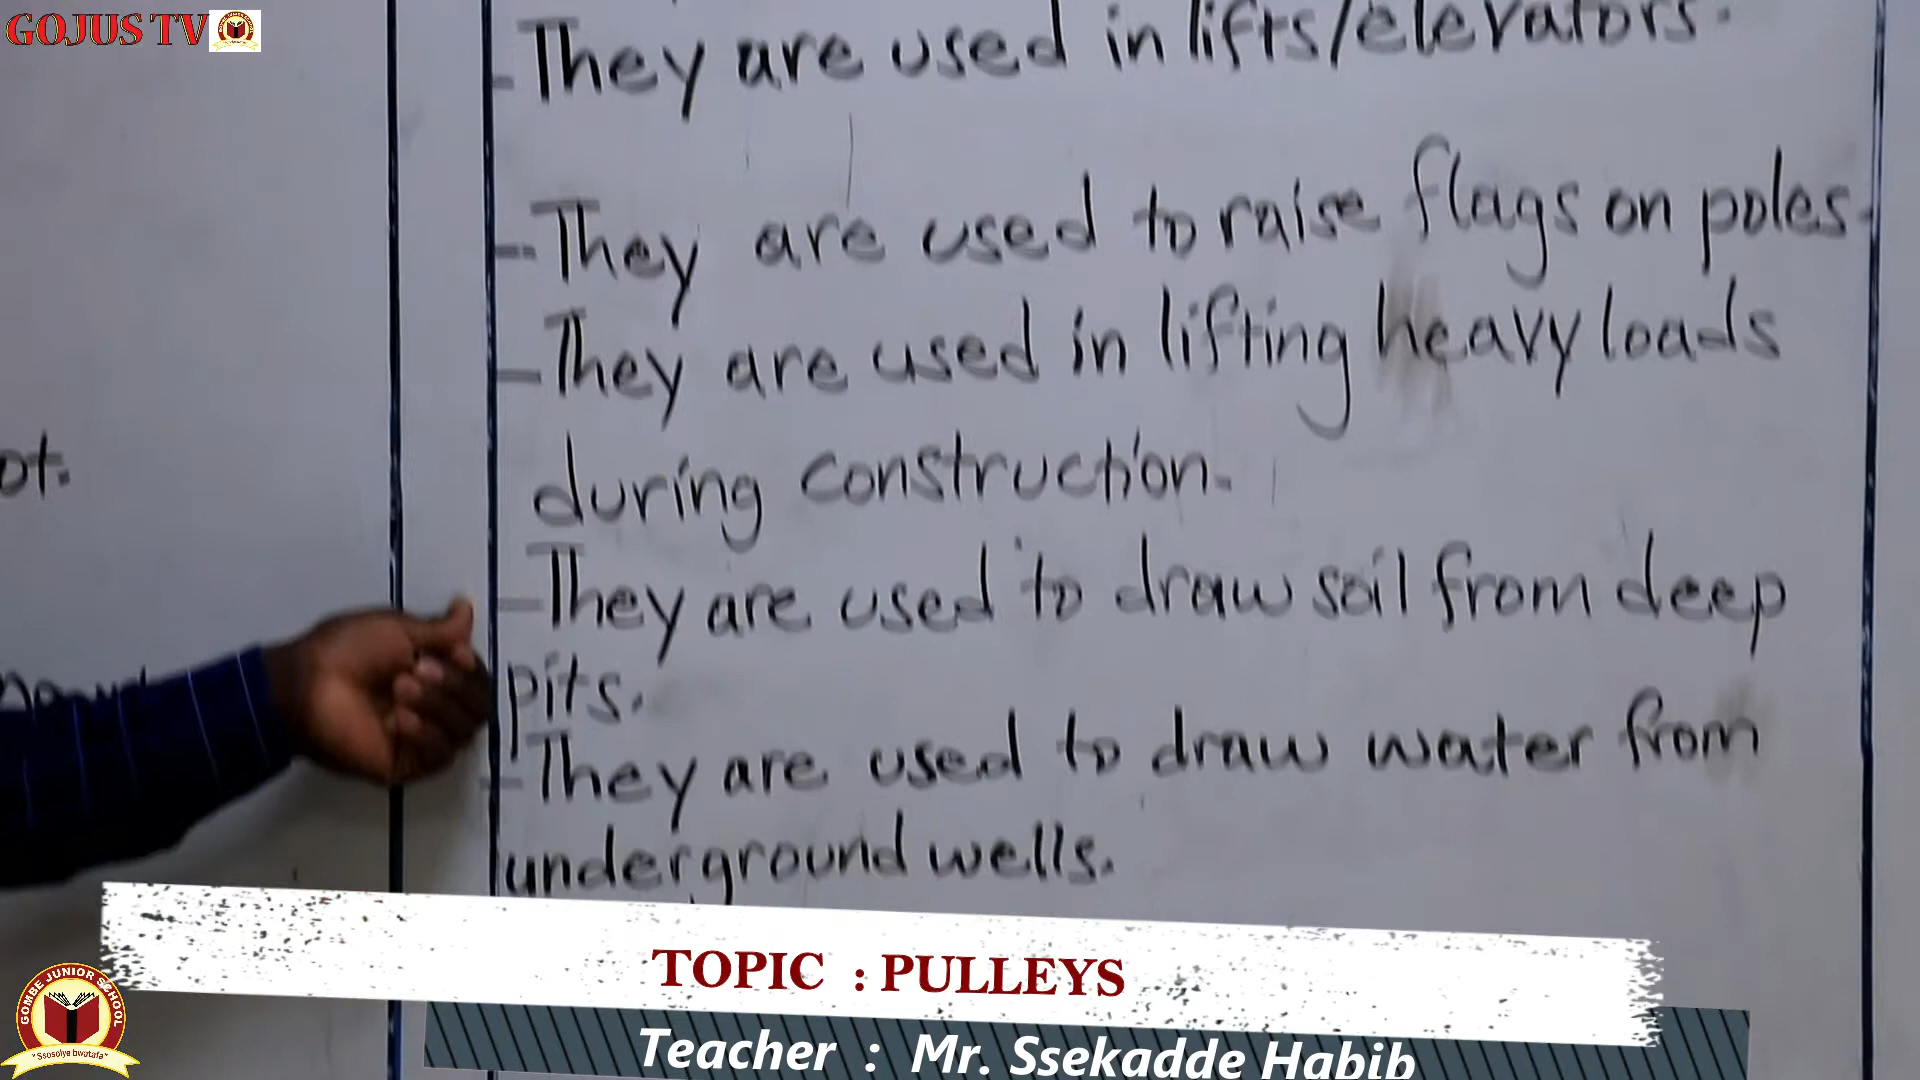 GOJUS TV
-They are used in lifts/elevators.
-They are used to raise flags on poles.
-They are used in lifting heavy loads
during construction.
-They are used to draw soil from deep
pits.
-They are used to draw water from
underground wells.
ot.
TOPIC : PULLEYS
Teacher : Mr. Ssekadde Habib
GOMBE JUNIOR SCHOOL
"Ssosolye bwatafa"